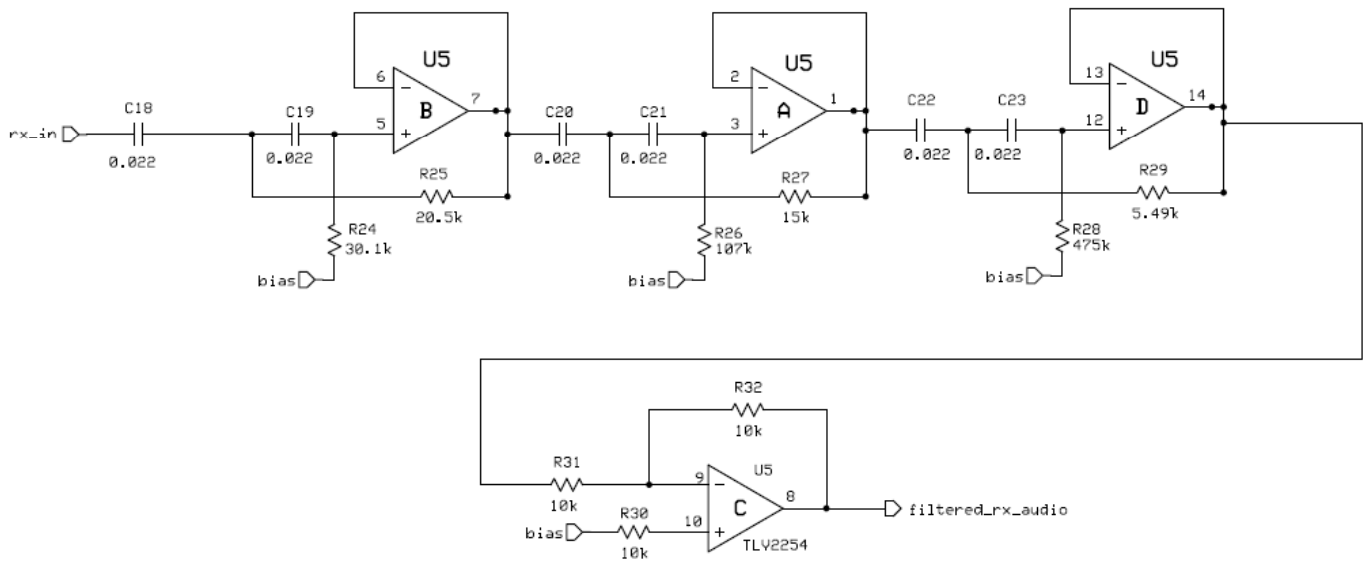 U5
U5
U5
6
B
7
5
2
A
1
3
13
D
14
12
C18
C19
C20
C21
C22
C23
rx_in
0.022
0.022
0.022
0.022
0.022
0.022
R25
20.5k
R27
15k
R29
5.49k
R24
30.1k
R26
107k
R28
475k
bias
bias
bias
R32
10k
R31
10k
U5
9
C
8
filtered_rx_audio
bias
R30
10k
10
TLV2254